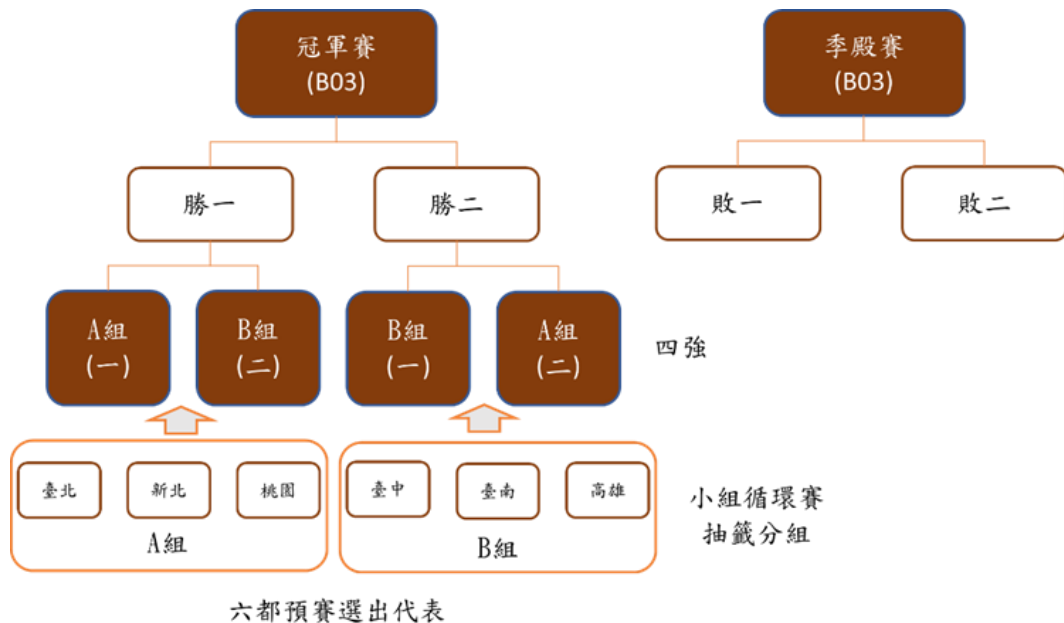 冠軍賽
(B03)
季殿賽
(B03)
勝一
勝二
敗一
敗二
A組
(一)
B組
(二)
B組
(一)
A組
(二)
四強
臺北
新北
桃園
A組
臺中
臺南
高雄
B組
小組循環賽
抽籤分組
六都預賽選出代表